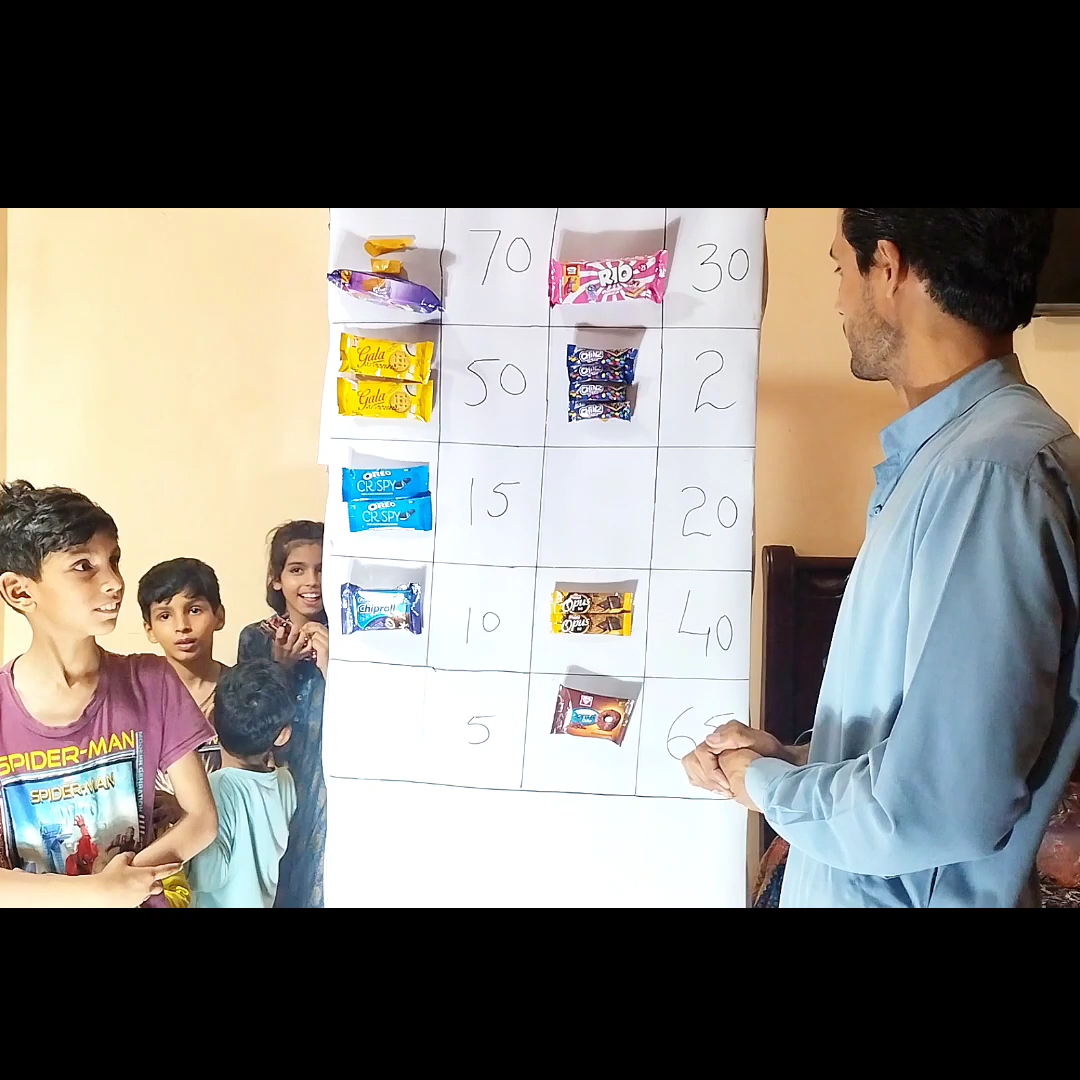 70
RIO
30
Gala
Gala
50
2
OREO
CRISPY
OREO
CRISPY
15
20
Chiproll
10
Opus
Opus
40
5
SPIDER-MAN
SPIDER-MAN